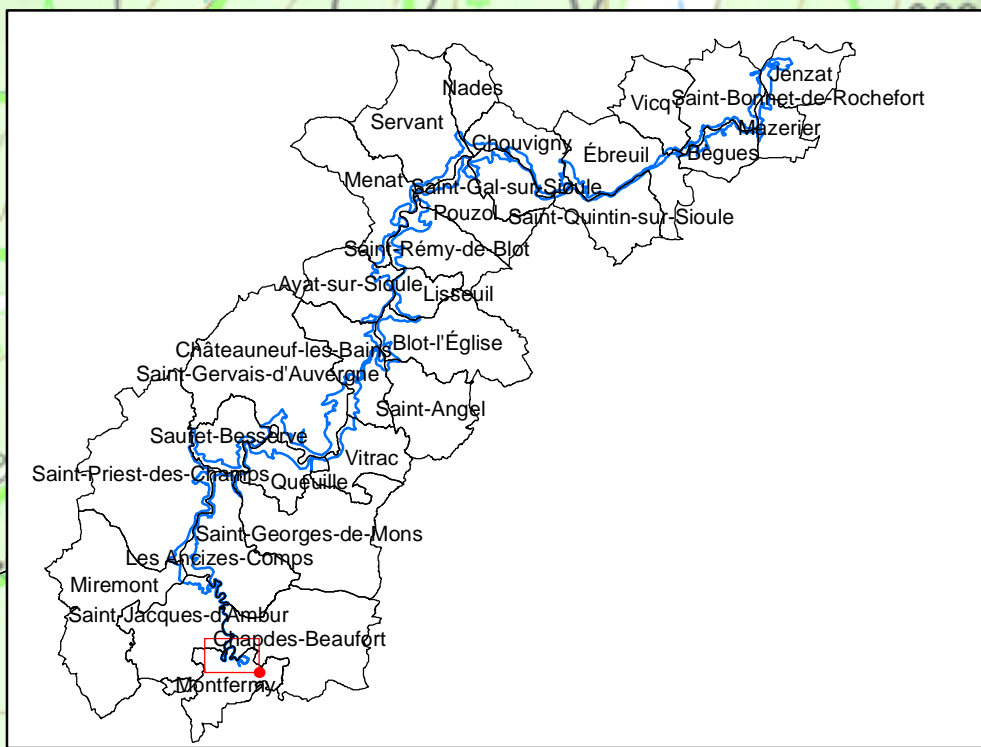 Jenzat
Nades
Vicq
Saint-Bonnet-de-Rochefort
Servant
Mazerier
Chouvigny
Ébreuil
Bègues
Menat
Saint-Gal-sur-Sioule
Pouzol
Saint-Quintin-sur-Sioule
Saint-Rémy-de-Blot
Ayat-sur-Sioule
Lisseuil
Blot-l'Église
Châteauneuf-les-Bains
Saint-Gervais-d'Auvergne
Saint-Angel
Sauret-Besserve
Vitrac
Saint-Priest-des-Champs
Queuille
Saint-Georges-de-Mons
Les Ancizes-Comps
Miremont
Saint-Jacques-d'Ambur
Chapdes-Beaufort
Montfermy